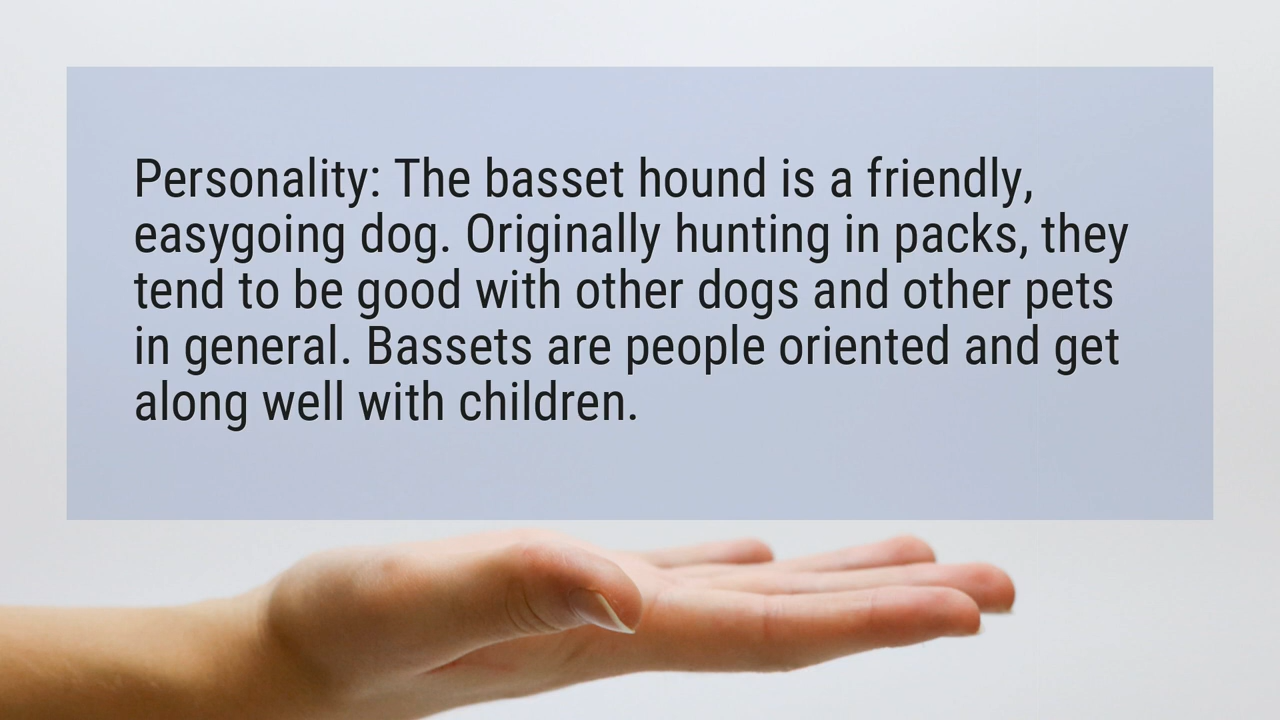 Personality: The basset hound is a friendly,
easygoing dog. Originally hunting in packs, they
tend to be good with other dogs and other pets
in general. Bassets are people oriented and get
along well with children.